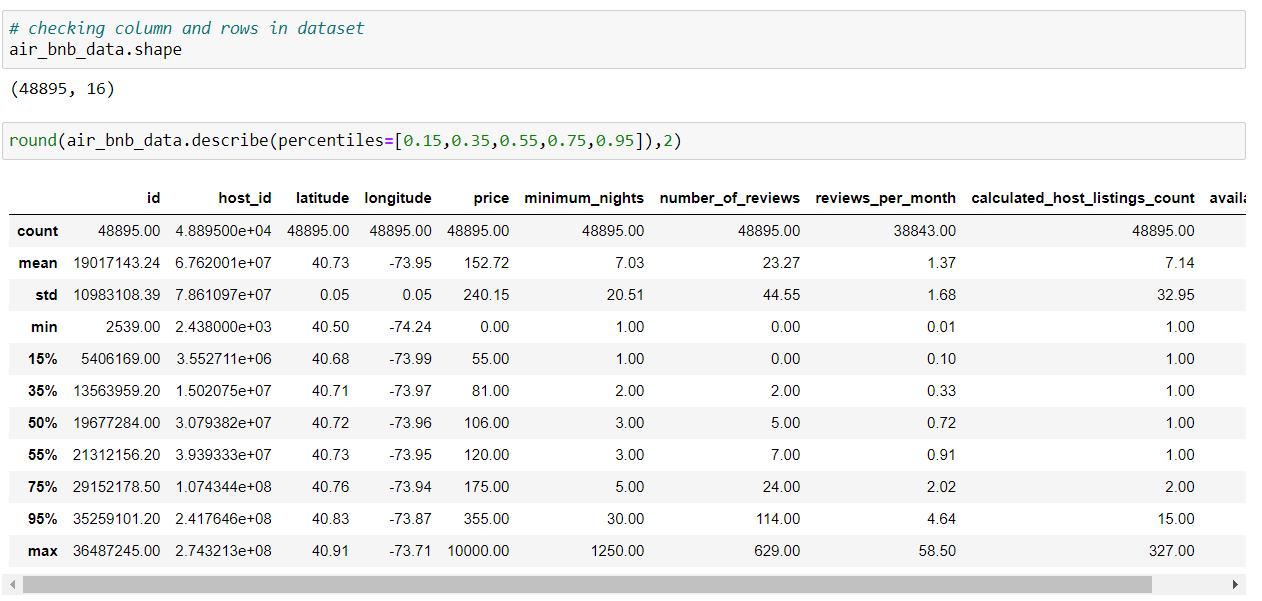 # checking column and rows in dataset
air_bnb_data.shape
(48895, 16)
round(air_bnb_data.describe(percentiles=[0.15,0.35,0.55,0.75,0.95]),2)
id host_id latitude longitude price minimum_nights number_of_reviews reviews_per_month calculated_host_listings_count availa
count 48895.00 4.889500e+04 48895.00 48895.00 48895.00 48895.00 48895.00 38843.00 48895.00
mean 19017143.24 6.762001e+07 40.73 -73.95 152.72 7.03 23.27 1.37 7.14
std 10983108.39 7.861097e+07 0.05 0.05 240.15 20.51 44.55 1.68 32.95
min 2539.00 2.438000e+03 40.50 -74.24 0.00 1.00 0.00 0.01 1.00
15% 5406169.00 3.552711e+06 40.68 -73.99 55.00 1.00 0.00 0.10 1.00
35% 13563959.20 1.502075e+07 40.71 -73.97 81.00 2.00 2.00 0.33 1.00
50% 19677284.00 3.079382e+07 40.72 -73.96 106.00 3.00 5.00 0.72 1.00
55% 21312156.20 3.939333e+07 40.73 -73.95 120.00 3.00 7.00 0.91 1.00
75% 29152178.50 1.074344e+08 40.76 -73.94 175.00 5.00 24.00 2.02 2.00
95% 35259101.20 2.417646e+08 40.83 -73.87 355.00 30.00 114.00 4.64 15.00
max 36487245.00 2.743213e+08 40.91 -73.71 10000.00 1250.00 629.00 58.50 327.00